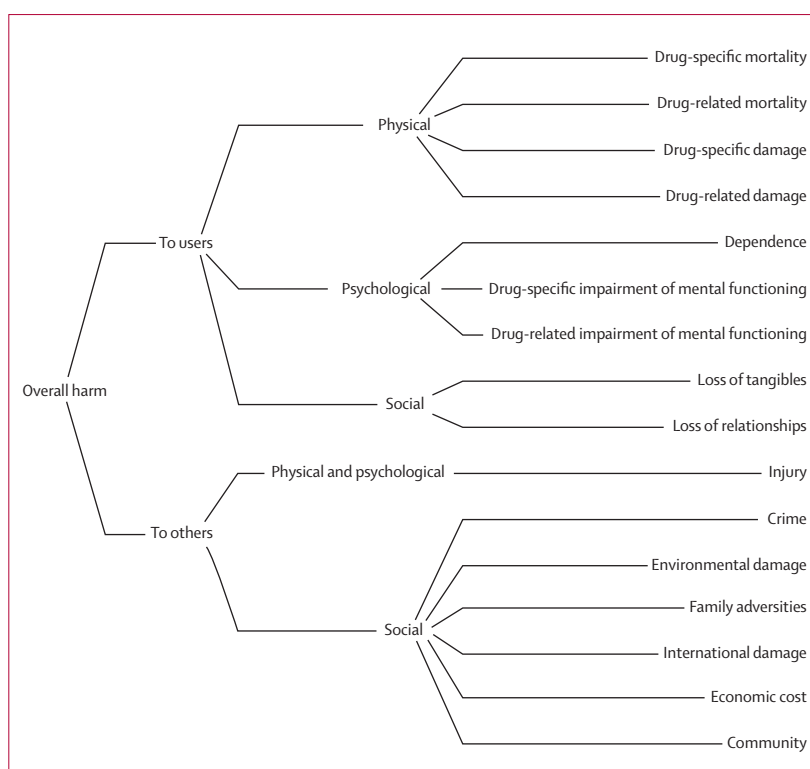 Drug-specific mortality
Drug-related mortality
Physical
Drug-specific damage
Drug-related damage
To users
Dependence
Psychological
Drug-specific impairment of mental functioning
Drug-related impairment of mental functioning
Overall harm
Loss of tangibles
Social
Loss of relationships
Physical and psychological
Injury
To others
Crime
Environmental damage
Family adversities
Social
International damage
Economic cost
Community